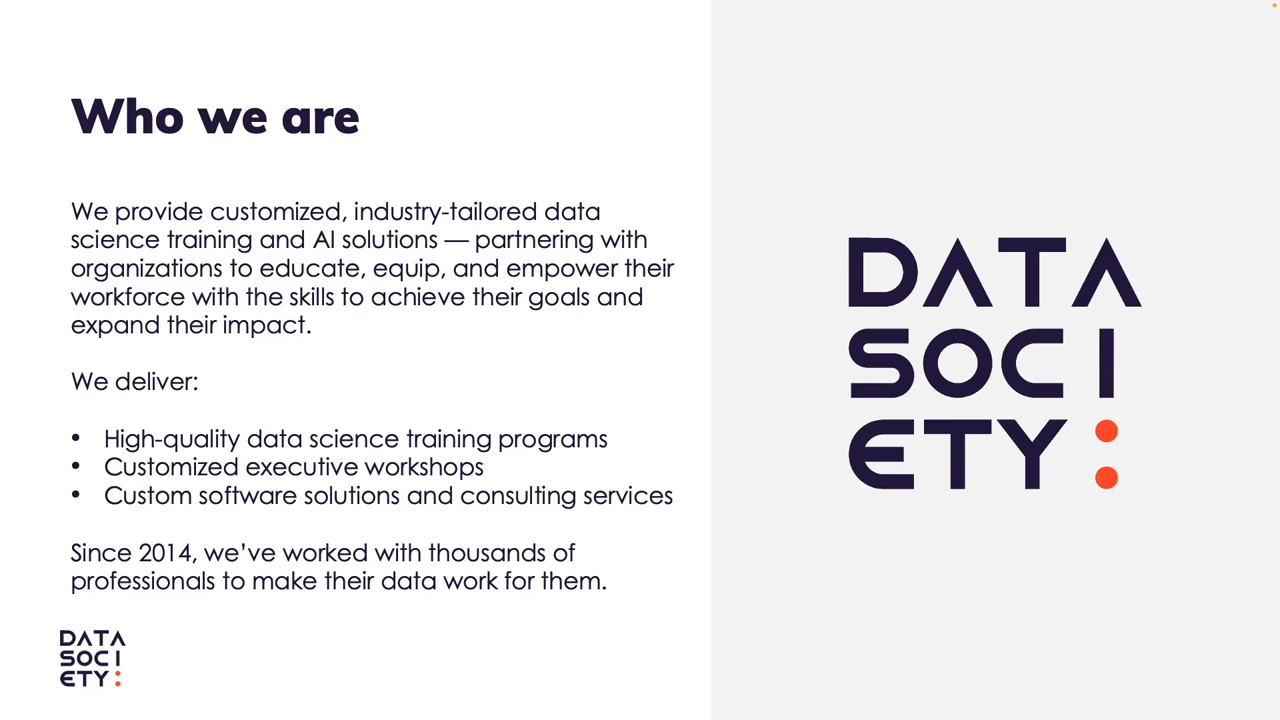 Who we are
We provide customized, industry-tailored data
science training and AI solutions — partnering with
organizations to educate, equip, and empower their
workforce with the skills to achieve their goals and
expand their impact.
We deliver:
• High-quality data science training programs
• Customized executive workshops
• Custom software solutions and consulting services
Since 2014, we’ve worked with thousands of
professionals to make their data work for them.
DATA
SOCI
ETY:
DATA
SOCI
ETY: